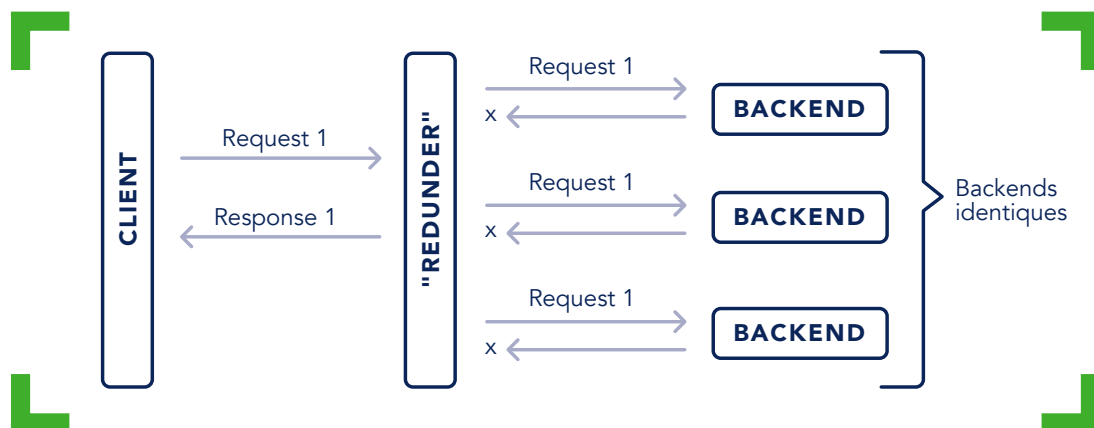 CLIENT
Request 1
Response 1
"REDUNDER"
Request 1
x
BACKEND
Request 1
x
BACKEND
Request 1
x
BACKEND
Backends
identiques